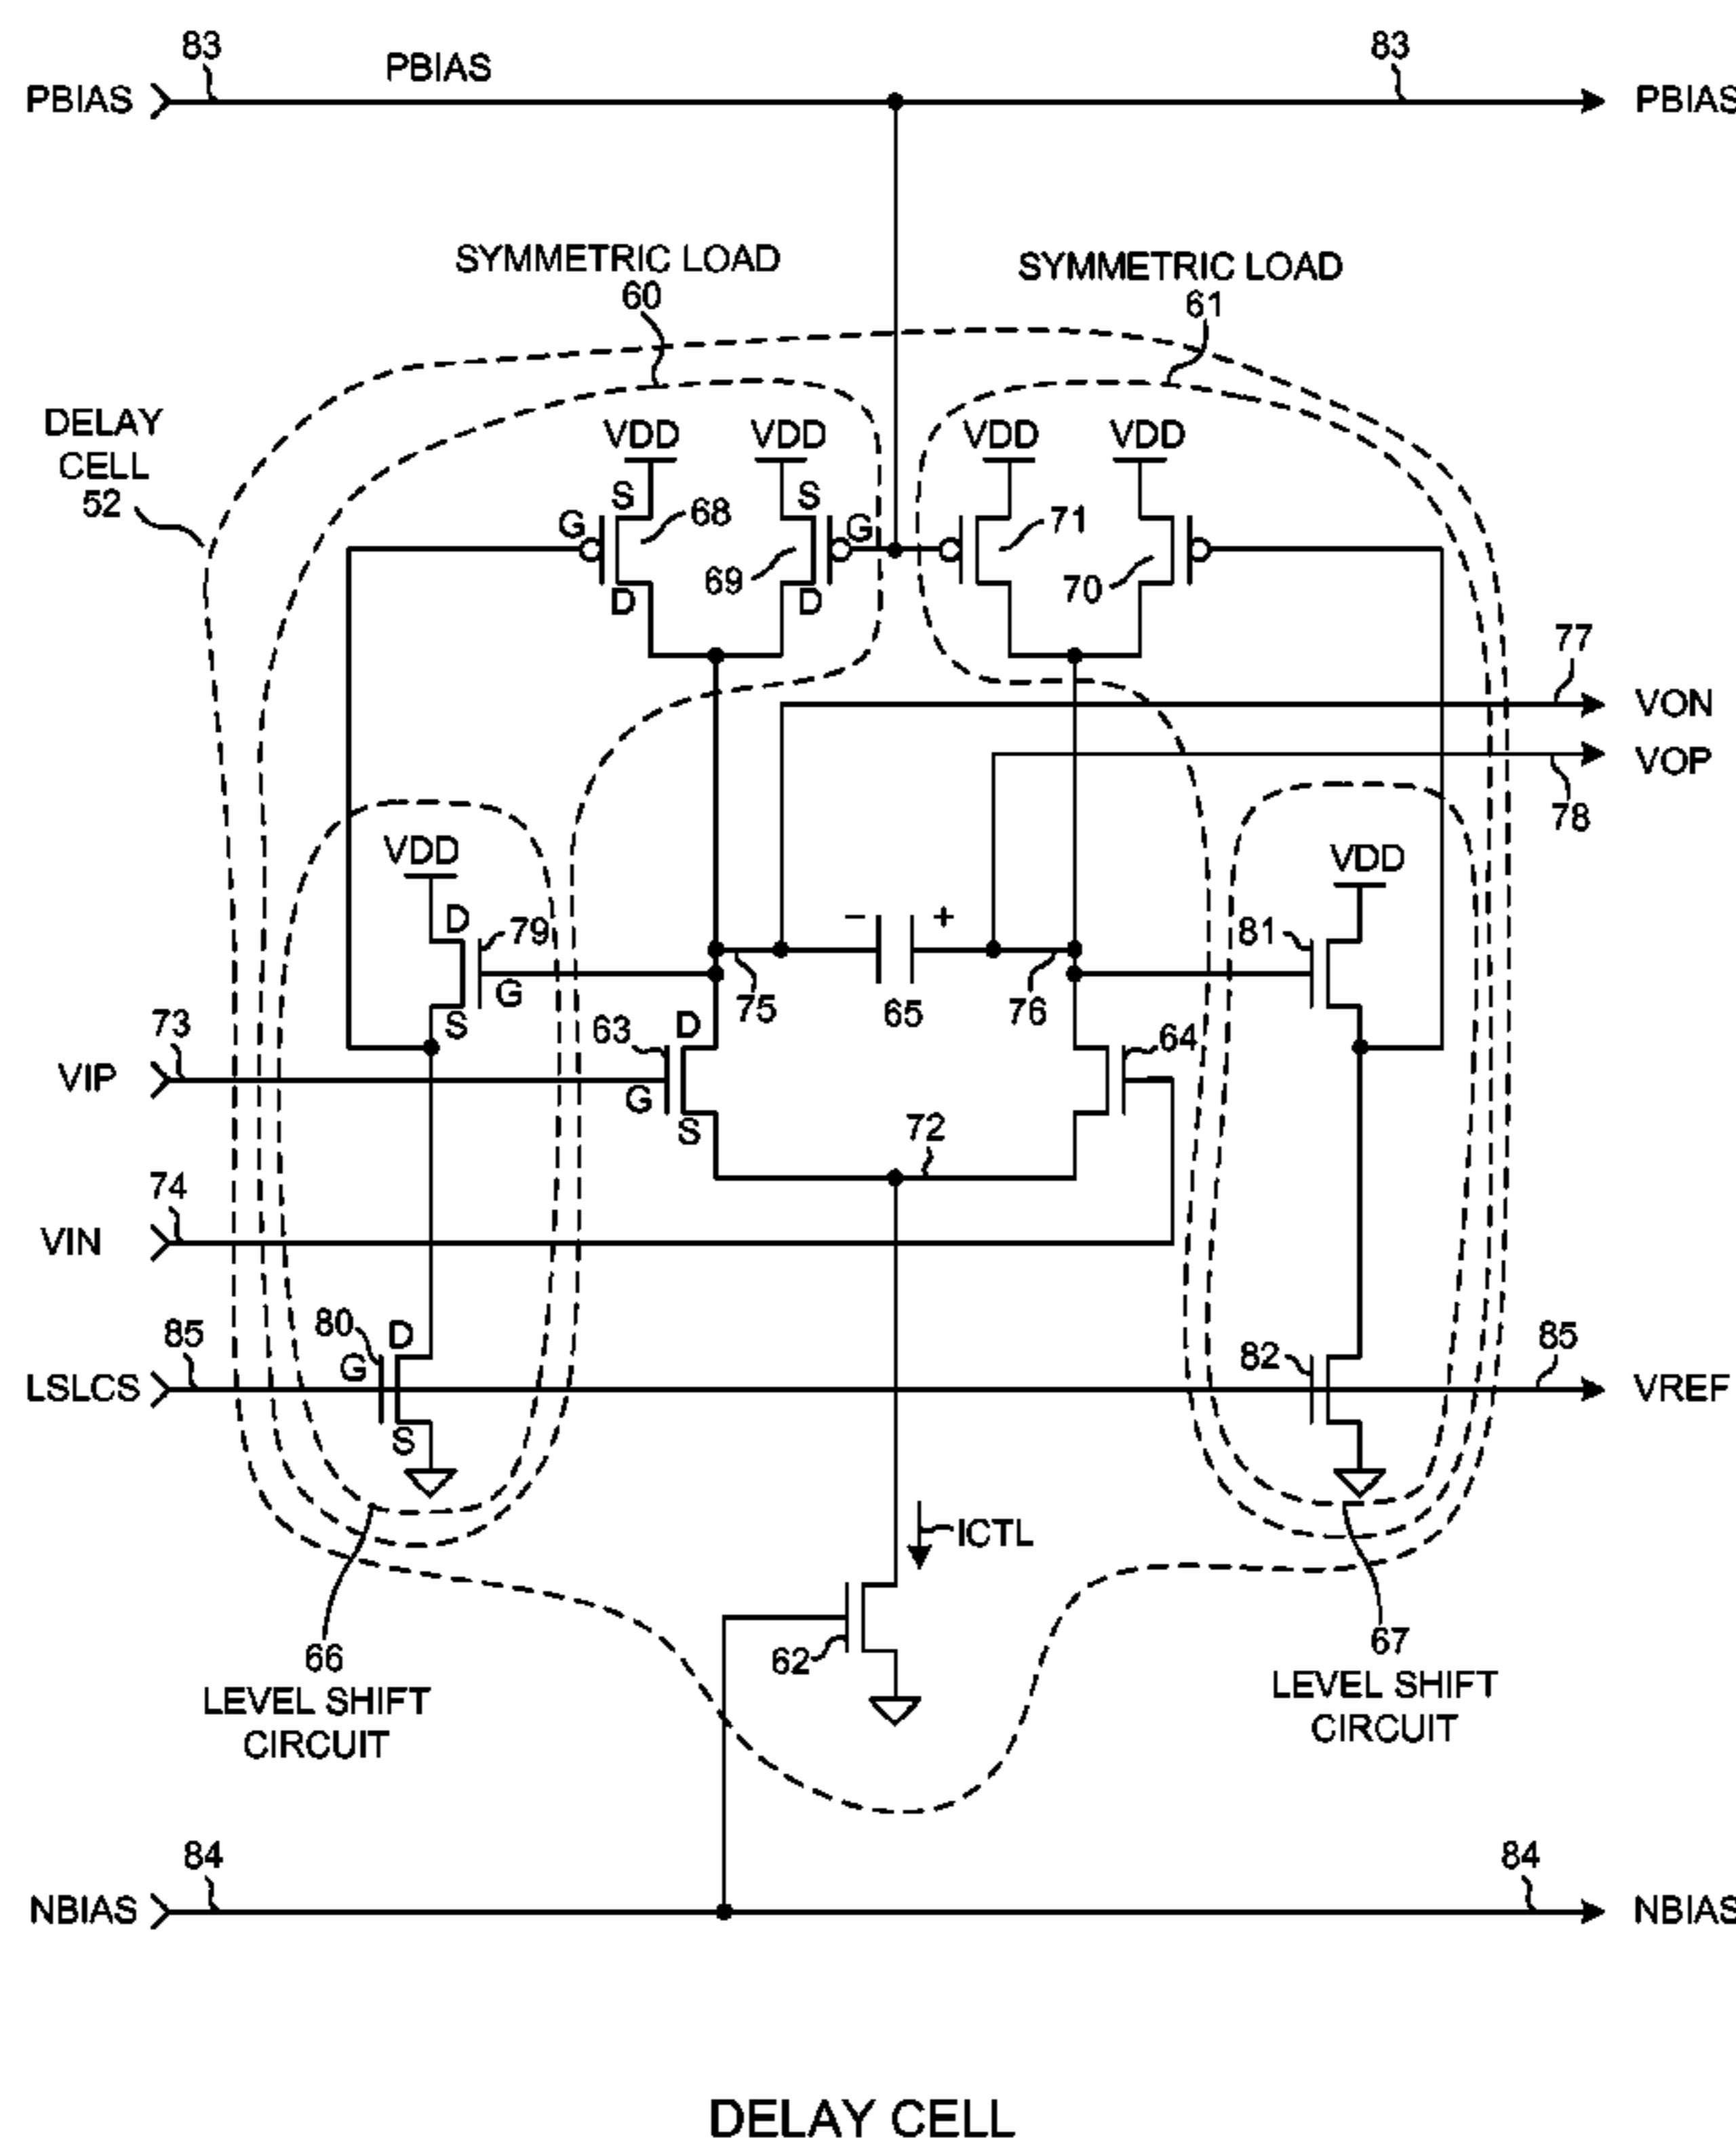 83
PBIAS
83
PBIAS
PBIAS
SYMMETRIC LOAD
60
SYMMETRIC LOAD
61
DELAY
CELL
52
VDD
VDD
VDD
VDD
S
S
G
68
G
71
69
70
D
D
77
VON
VOP
78
VDD
VDD
D
79
- +
81
G
75
65
76
S
73
63
D
64
VIP
G
S
72
74
VIN
80
D
85
G
82
85
LSLCS
VREF
S
ICTL
62
66
LEVEL SHIFT
CIRCUIT
67
LEVEL SHIFT
CIRCUIT
84
84
NBIAS
NBIAS
DELAY CELL